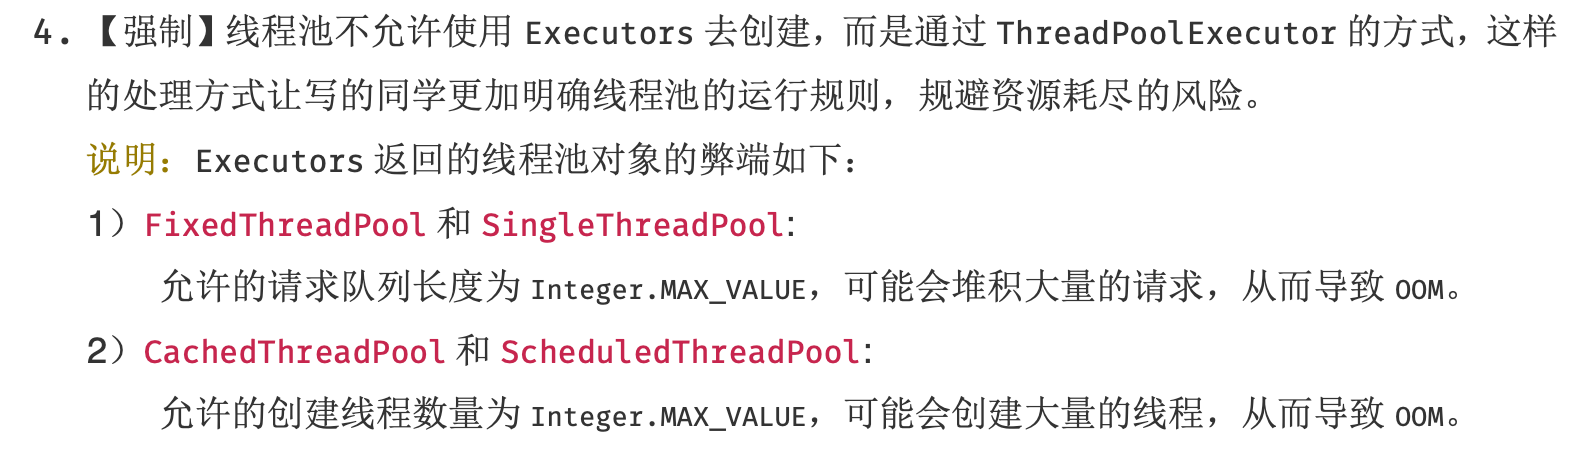 4. 【强制】线程池不允许使用 Executors 去创建，而是通过 ThreadPoolExecutor 的方式，这样
的处理方式让写的同学更加明确线程池的运行规则，规避资源耗尽的风险。
说明：Executors 返回的线程池对象的弊端如下：
1）FixedThreadPool 和 SingleThreadPool:
允许的请求队列长度为 Integer.MAX_VALUE，可能会堆积大量的请求，从而导致 OOM。
2）CachedThreadPool 和 ScheduledThreadPool:
允许的创建线程数量为 Integer.MAX_VALUE，可能会创建大量的线程，从而导致 OOM。